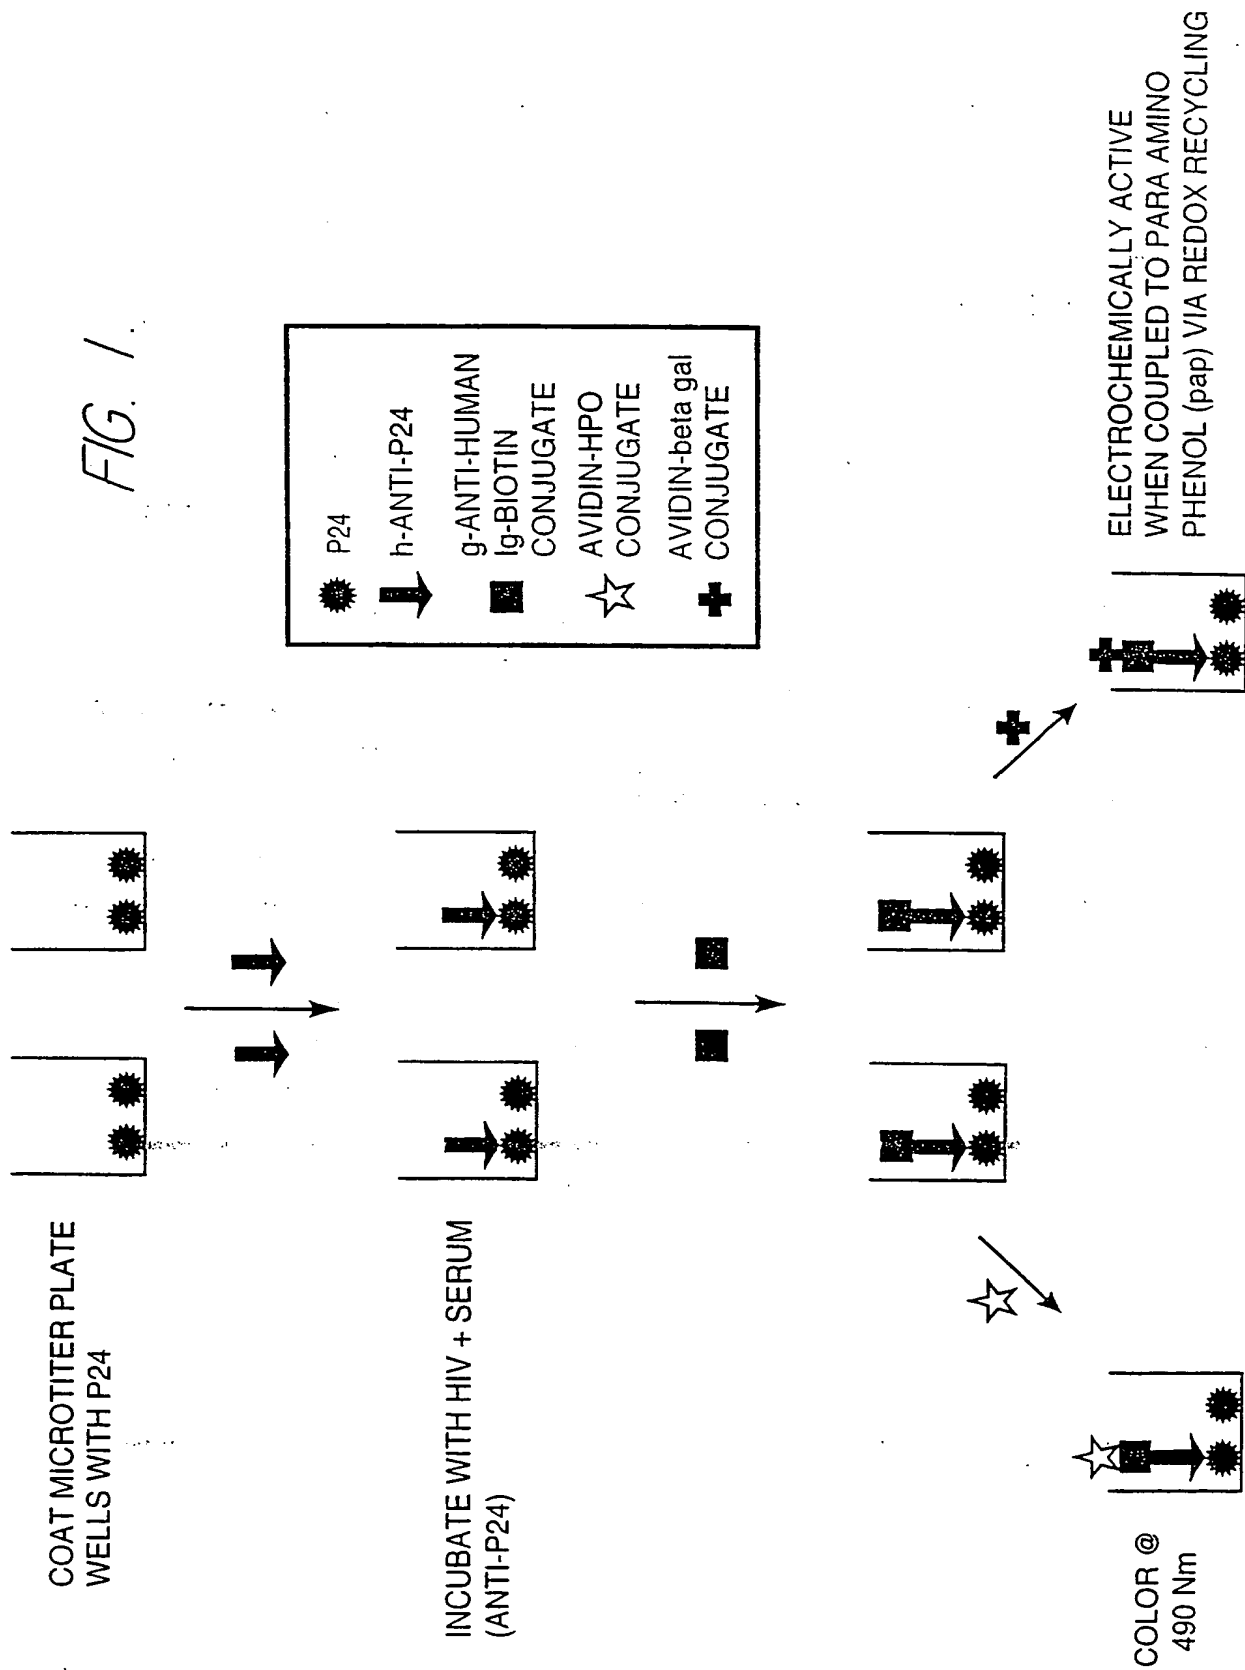 FIG. 1.
COAT MICROTITER PLATE
WELLS WITH P24
INCUBATE WITH HIV + SERUM
(ANTI-P24)
P24
h-ANTI-P24
g-ANTI-HUMAN
Ig-BIOTIN
CONJUGATE
AVIDIN-HPO
CONJUGATE
AVIDIN-beta gal
CONJUGATE
COLOR @
490 Nm
ELECTROCHEMICALLY ACTIVE
WHEN COUPLED TO PARA AMINO
PHENOL (pap) VIA REDOX RECYCLING